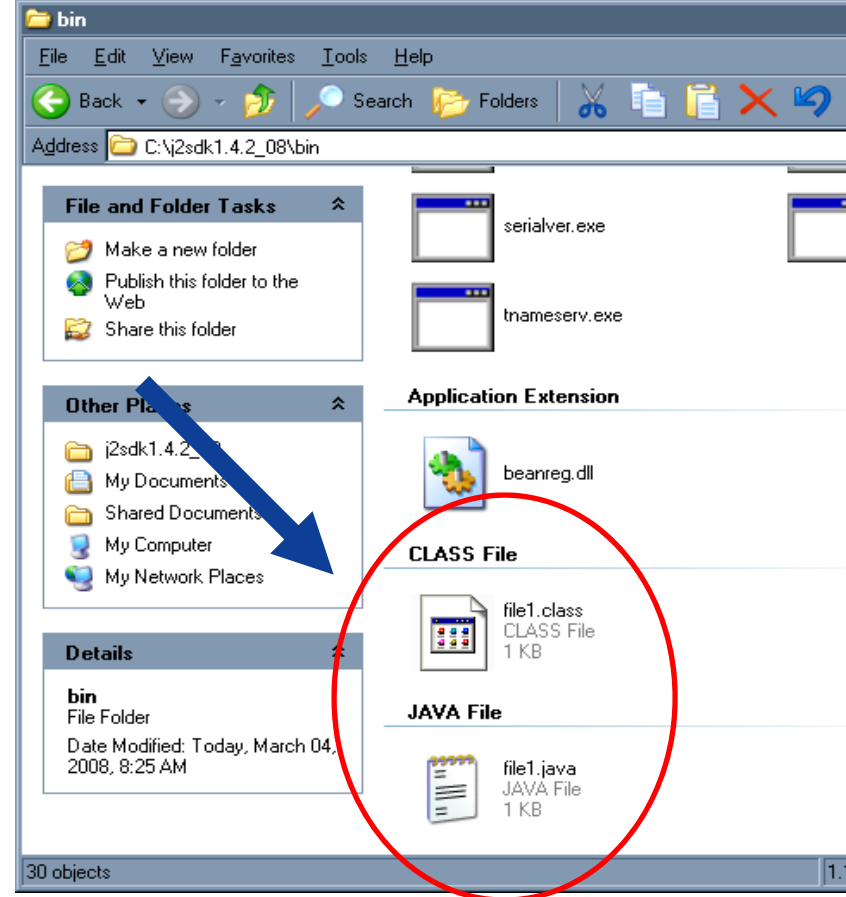 bin
File Edit View Favorites Tools Help
Back Search Folders
Address C:\j2sdk1.4.2_08\bin
File and Folder Tasks
Make a new folder
Publish this folder to the
Web
Share this folder
Other Places
j2sdk1.4.2_08
My Documents
Shared Documents
My Computer
My Network Places
Details
bin
File Folder
Date Modified: Today, March 04,
2008, 8:25 AM
serialver.exe
tnameserv.exe
Application Extension
beanreg.dll
CLASS File
file1.class
CLASS File
1 KB
JAVA File
file1.java
JAVA File
1 KB
30 objects